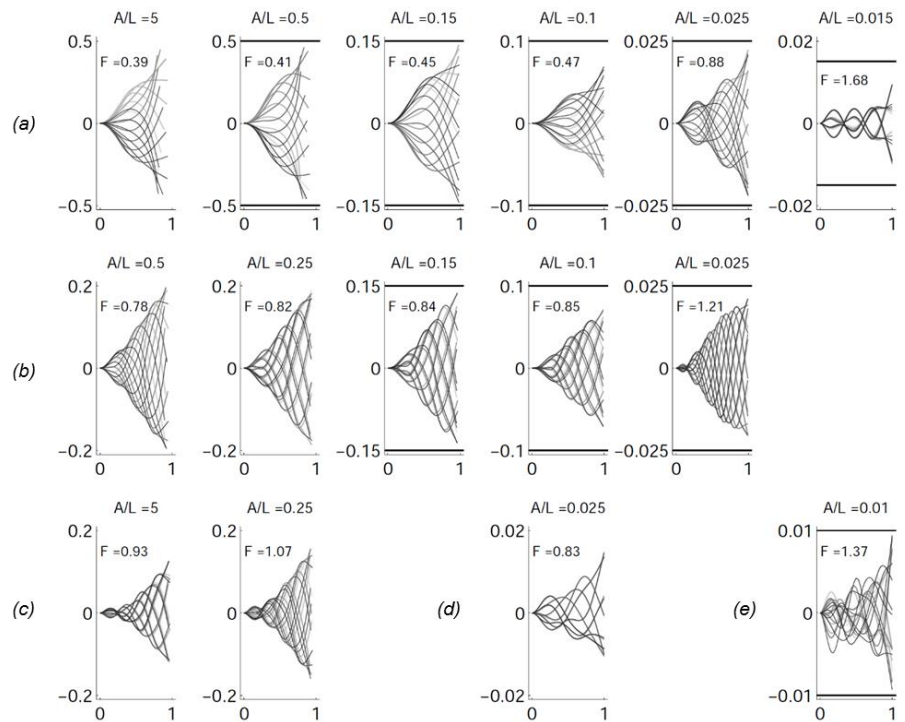 A/L =5 A/L =0.5 A/L =0.15 A/L =0.1 A/L =0.025 A/L =0.015
0.5 0.5 0.15 0.1 0.025 0.02
F =0.39 F =0.41 F =0.45 F =0.47 F =0.88 F =1.68
(a) 0 0 0 0 0 0
−0.5 −0.5 −0.15 −0.1 −0.025 −0.02
0 1 0 1 0 1 0 1 0 1 0 1
A/L =0.5 A/L =0.25 A/L =0.15 A/L =0.1 A/L =0.025
0.2 0.2 0.15 0.1 0.025
F =0.78 F =0.82 F =0.84 F =0.85 F =1.21
(b) 0 0 0 0 0
−0.2 −0.2 −0.15 −0.1 −0.025
0 1 0 1 0 1 0 1 0 1
A/L =5 A/L =0.25 A/L =0.025 A/L =0.01
0.2 0.2 0.02 0.01
F =0.93 F =1.07 F =0.83 F =1.37
(c) 0 0 (d) 0 (e) 0
−0.2 −0.2 −0.02 −0.01
0 1 0 1 0 1 0 1